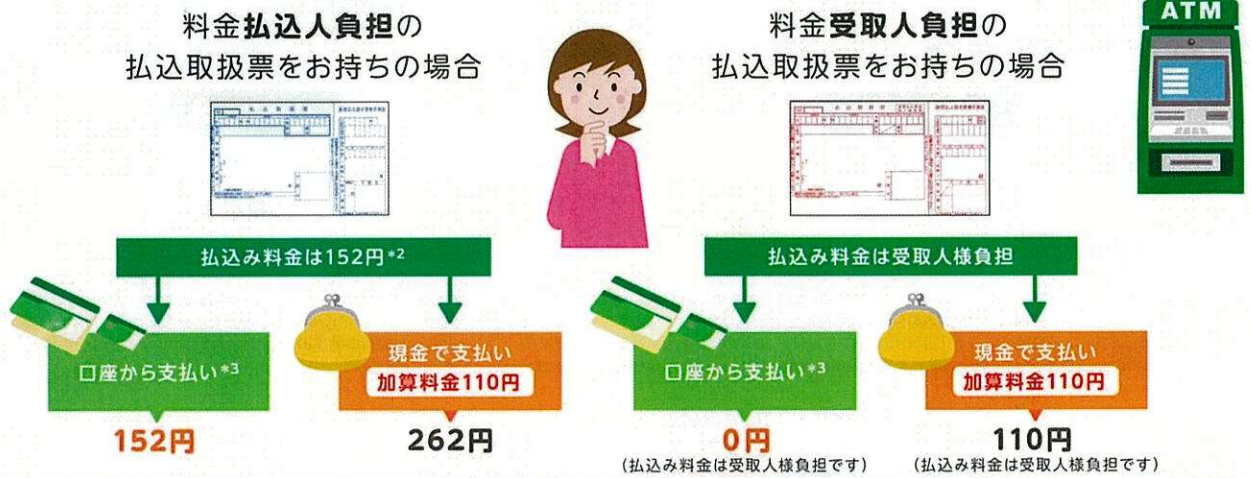 料金払込人負担の
払込取扱票をお持ちの場合
払込み料金は152円*2
口座から支払い*3
152円
現金で支払い
加算料金110円
262円
料金受取人負担の
払込取扱票をお持ちの場合
ATM
払込み料金は受取人様負担
口座から支払い*3
0円
(払込み料金は受取人様負担です)
現金で支払い
加算料金110円
110円
(払込み料金は受取人様負担です)